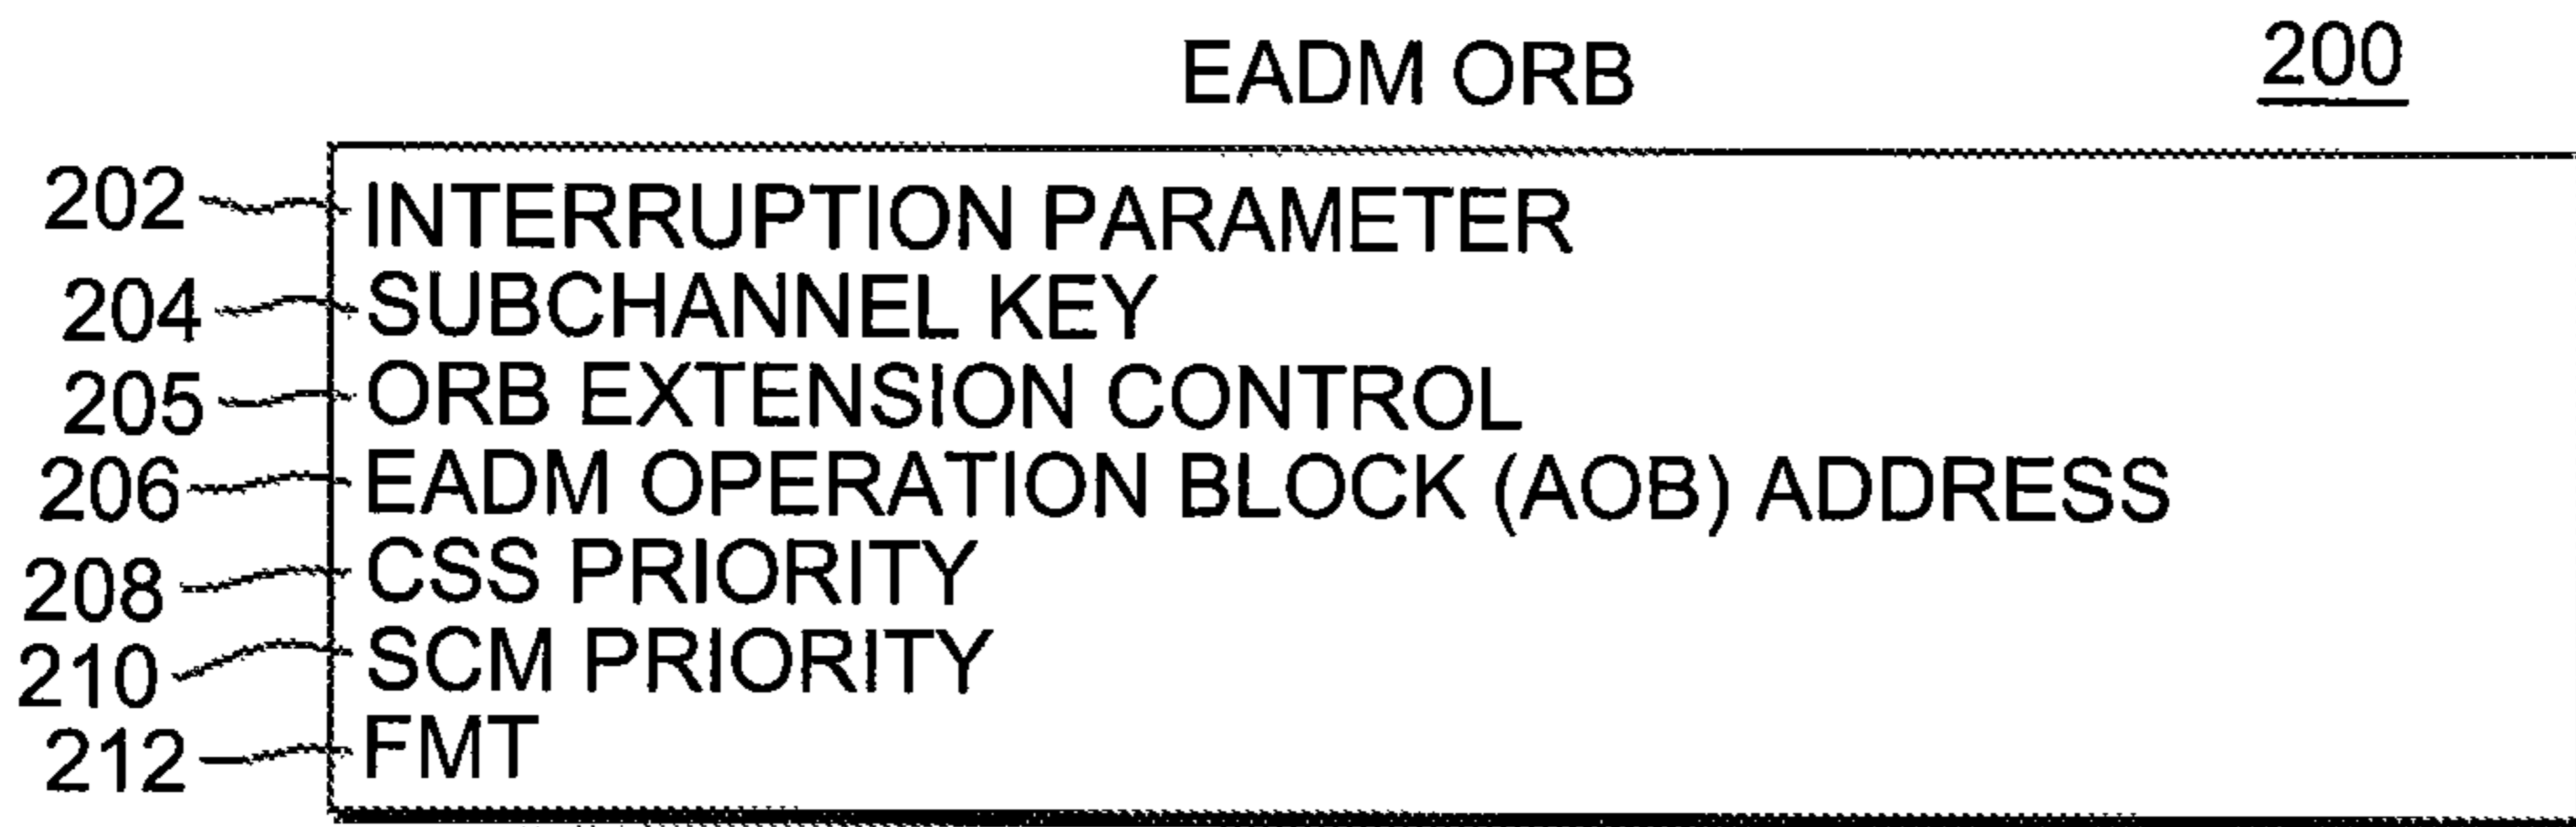 EADM ORB 200
202 INTERRUPTION PARAMETER
204 SUBCHANNEL KEY
205 ORB EXTENSION CONTROL
206 EADM OPERATION BLOCK (AOB) ADDRESS
208 CSS PRIORITY
210 SCM PRIORITY
212 FMT